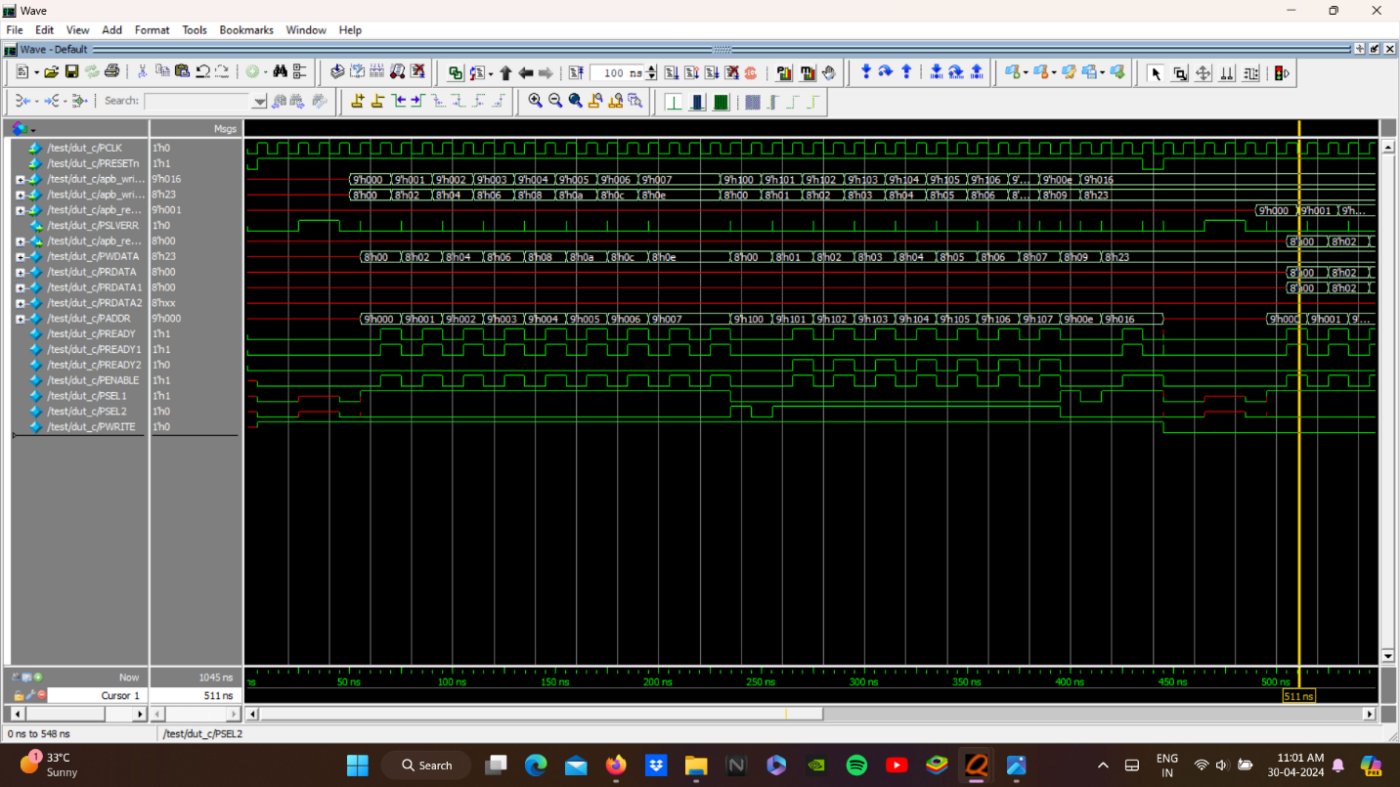 Wave
File Edit View Add Format Tools Bookmarks Window Help
Wave - Default
100 ns
Search:
Msgs
/test/dut_c/PCLK 1'h0
/test/dut_c/PRESETn 1'h1
/test/dut_c/apb_wri... 9'h016 9'h000 9'h001 9'h002 9'h003 9'h004 9'h005 9'h006 9'h007 9'h100 9'h101 9'h102 9'h103 9'h104 9'h105 9'h106 9'... 9'h00e 9'h016
/test/dut_c/apb_wri... 8'h23 8'h00 8'h02 8'h04 8'h06 8'h08 8'h0a 8'h0c 8'h0e 8'h00 8'h01 8'h02 8'h03 8'h04 8'h05 8'h06 8'... 8'h09 8'h23
/test/dut_c/apb_re... 9'h001 9'h000 9'h001 9'h...
/test/dut_c/PSLVERR 1'h0
/test/dut_c/apb_re... 8'h00 8'h00 8'h02
/test/dut_c/PWDATA 8'h23 8'h00 8'h02 8'h04 8'h06 8'h08 8'h0a 8'h0c 8'h0e 8'h00 8'h01 8'h02 8'h03 8'h04 8'h05 8'h06 8'h07 8'h09 8'h23
/test/dut_c/PRDATA 8'h00 8'h00 8'h02
/test/dut_c/PRDATA1 8'h00 8'h00 8'h02
/test/dut_c/PRDATA2 8'hxx
/test/dut_c/PADDR 9'h000 9'h000 9'h001 9'h002 9'h003 9'h004 9'h005 9'h006 9'h007 9'h100 9'h101 9'h102 9'h103 9'h104 9'h105 9'h106 9'h107 9'h00e 9'h016 9'h000 9'h001 9'...
/test/dut_c/PREADY 1'h1
/test/dut_c/PREADY1 1'h1
/test/dut_c/PREADY2 1'h0
/test/dut_c/PENABLE 1'h1
/test/dut_c/PSEL1 1'h1
/test/dut_c/PSEL2 1'h0
/test/dut_c/PWRITE 1'h0
Now 1045 ns ns 50 ns 100 ns 150 ns 200 ns 250 ns 300 ns 350 ns 400 ns 450 ns 500 ns
Cursor 1 511 ns 511 ns
0 ns to 548 ns /test/dut_c/PSEL2
1 33°C
Sunny
Search
ENG
IN
11:01 AM
30-04-2024